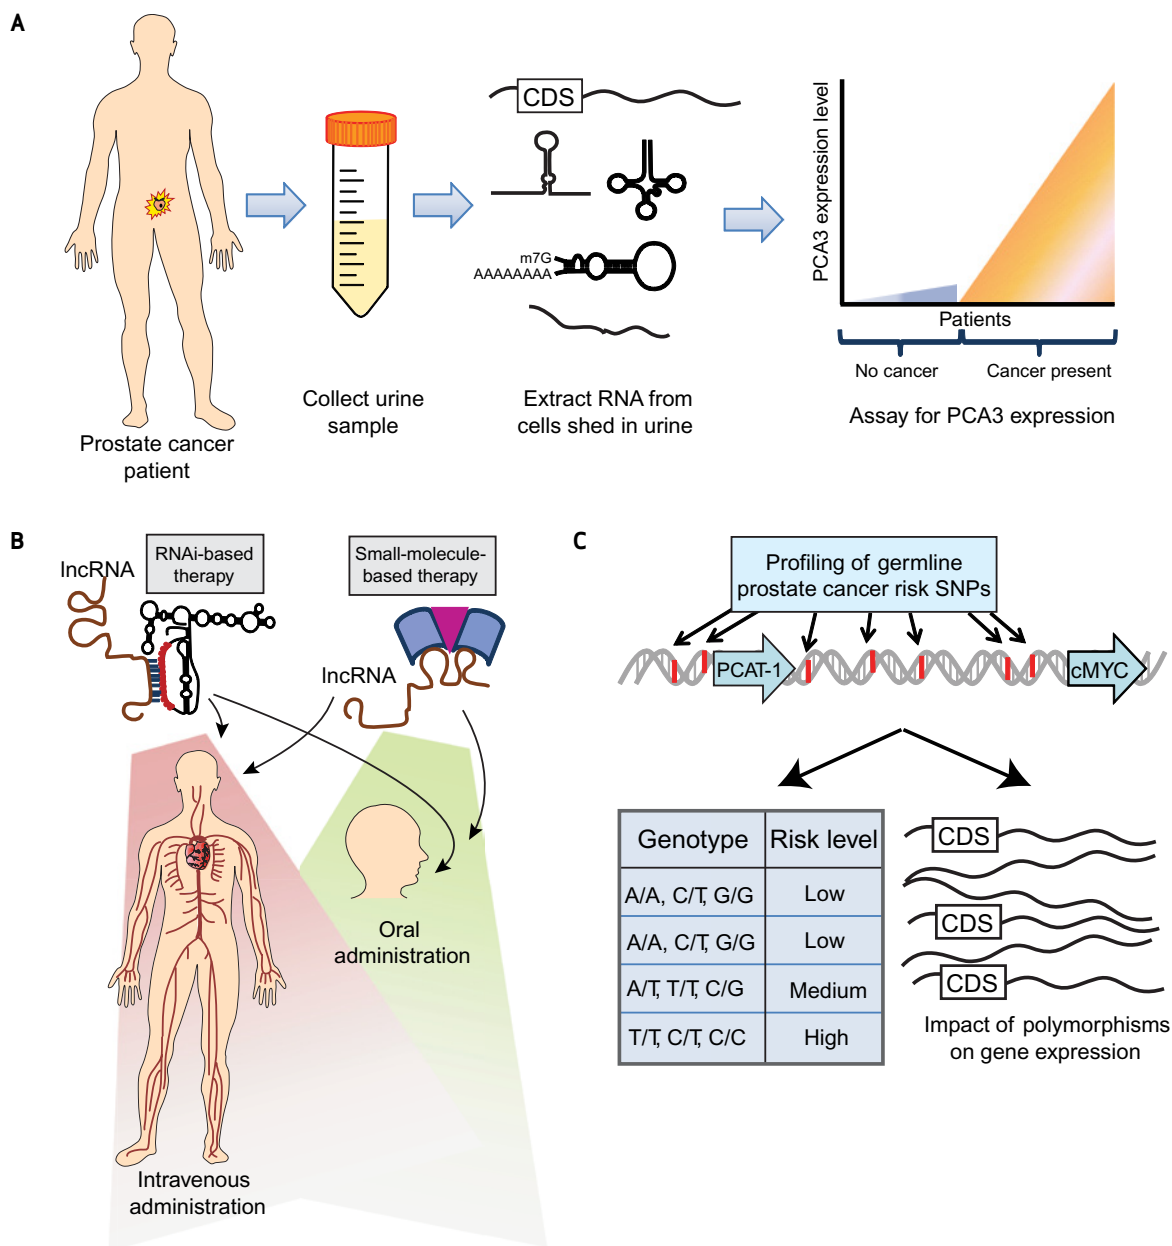 A
Prostate cancer
patient
Collect urine
sample
CDS
m7G
AAAAAAAA
Extract RNA from
cells shed in urine
PCA3 expression level
Patients
No cancer
Cancer present
Assay for PCA3 expression
B
lncRNA
RNAi-based
therapy
Small-molecule-
based therapy
lncRNA
Oral
administration
Intravenous
administration
C
Profiling of germline
prostate cancer risk SNPs
PCAT-1
cMYC
Genotype Risk level
A/A, C/T, G/G Low
A/A, C/T, G/G Low
A/T, T/T, C/G Medium
T/T, C/T, C/C High
CDS
CDS
CDS
Impact of polymorphisms
on gene expression